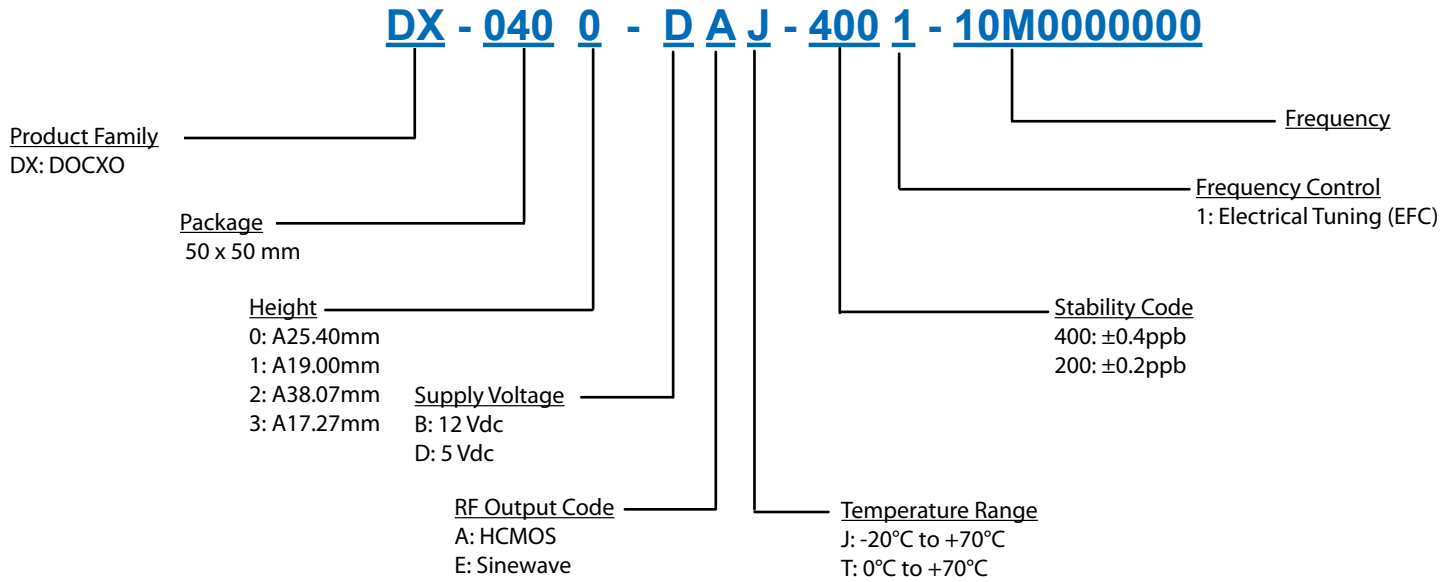 DX - 040 0 - D A J - 400 1 - 10M0000000
Product Family
DX: DOCXO
Package
50 x 50 mm
Height
0: A25.40mm
1: A19.00mm
2: A38.07mm
3: A17.27mm
Supply Voltage
B: 12 Vdc
D: 5 Vdc
RF Output Code
A: HCMOS
E: Sinewave
Temperature Range
J: -20°C to +70°C
T: 0°C to +70°C
Stability Code
400: ±0.4ppb
200: ±0.2ppb
Frequency Control
1: Electrical Tuning (EFC)
Frequency